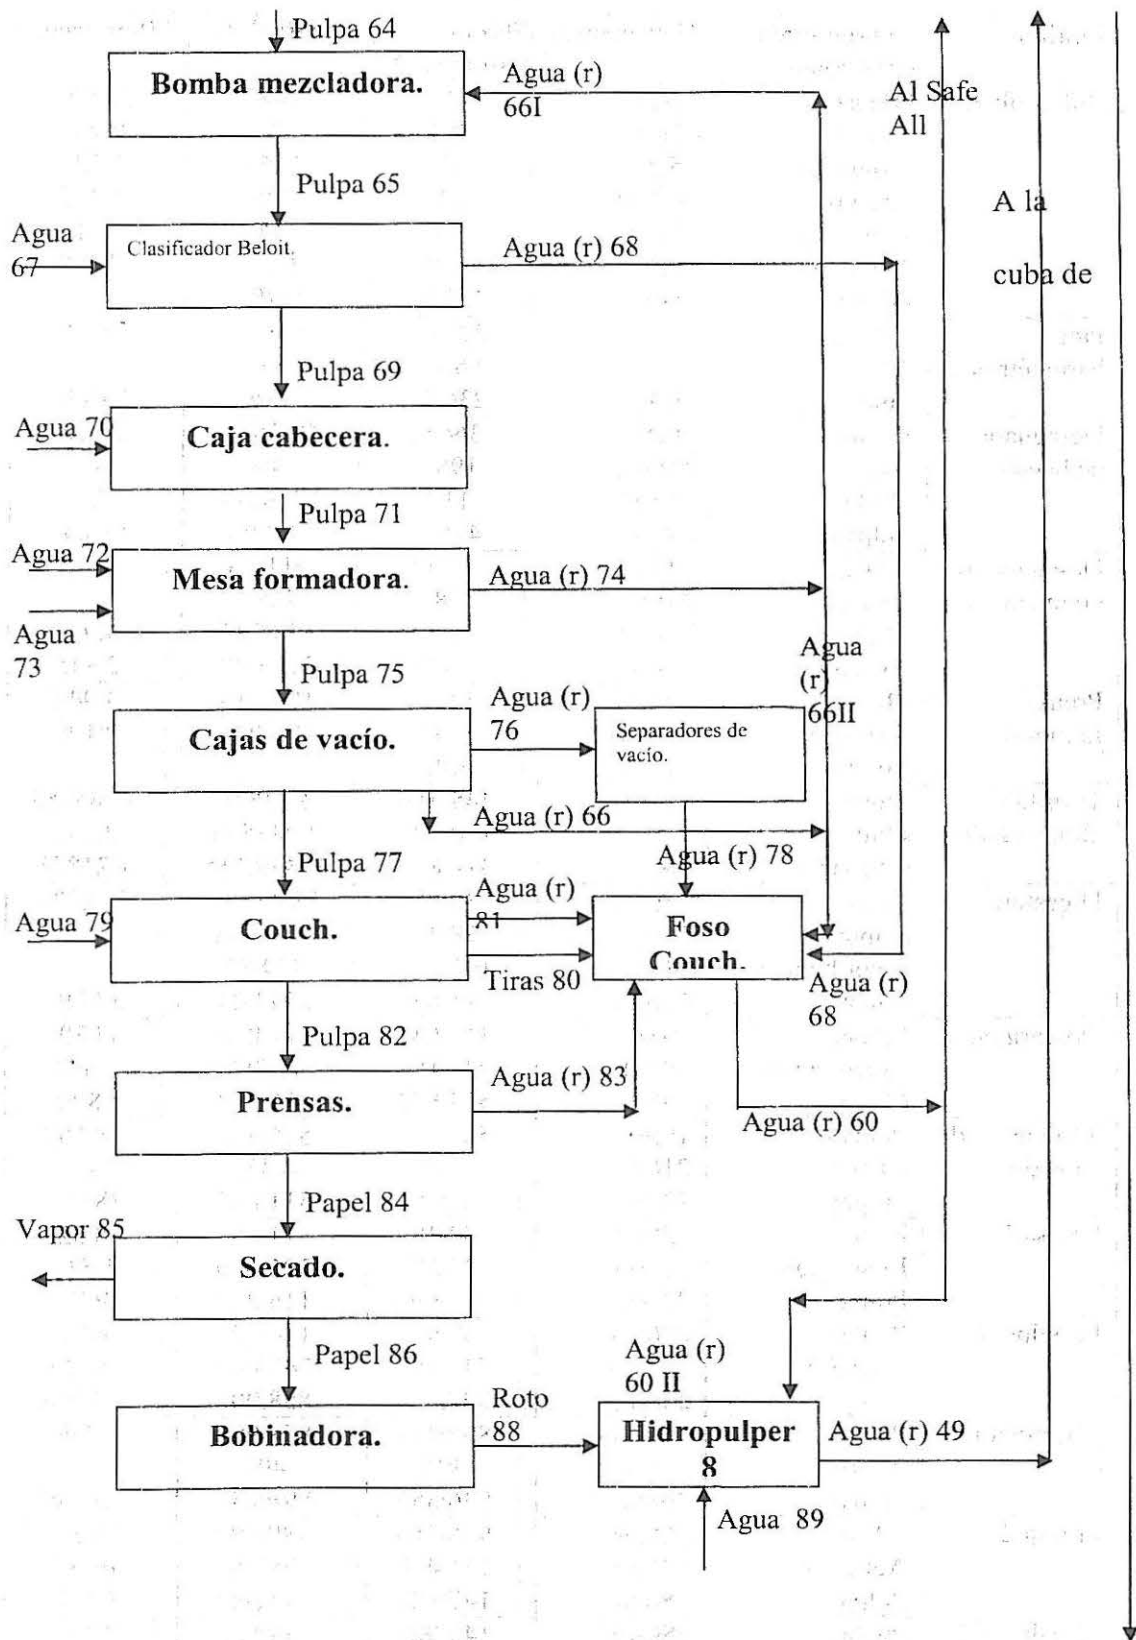 Pulpa 64
Bomba mezcladora.
Agua (r)
66I
Al Safe
All
Pulpa 65
A la
cuba de
Agua
67
Clasificador Beloit.
Agua (r) 68
Pulpa 69
Agua 70
Caja cabecera.
Pulpa 71
Agua 72
Mesa formadora.
Agua (r) 74
Agua
73
Pulpa 75
Agua
(r)
66II
Agua (r)
76
Cajas de vacío.
Separadores de
vacío.
Agua (r) 66
Pulpa 77
Agua (r) 78
Agua 79
Couch.
Agua (r)
81
Tiras 80
Foso
Couch.
Agua (r)
68
Pulpa 82
Prensas.
Agua (r) 83
Agua (r) 60
Papel 84
Vapor 85
Secado.
Papel 86
Agua (r)
60 II
Bobinadora.
Roto
88
Hidropulper
8
Agua (r) 49
Agua 89